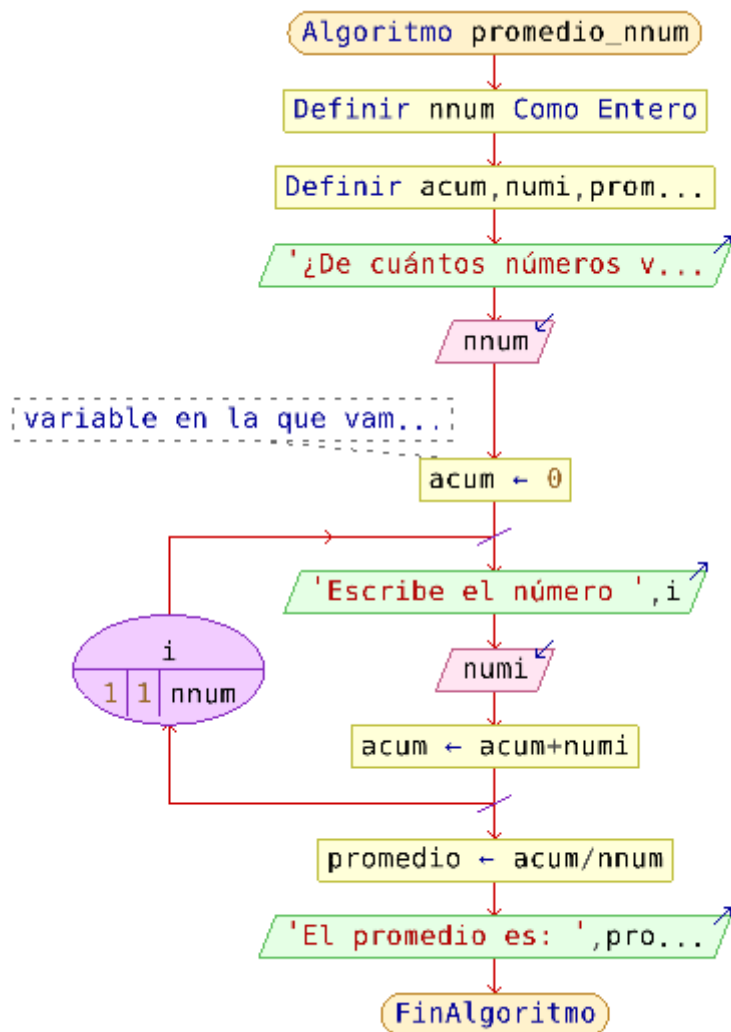 Algoritmo promedio_nnum
Definir nnum Como Entero
Definir acum,numi,prom...
'¿De cuántos números v...
nnum
variable en la que vam...
acum ← 0
'Escribe el número ',i
i
1 1 nnum
numi
acum ← acum+numi
promedio ← acum/nnum
'El promedio es: ',pro...
FinAlgoritmo